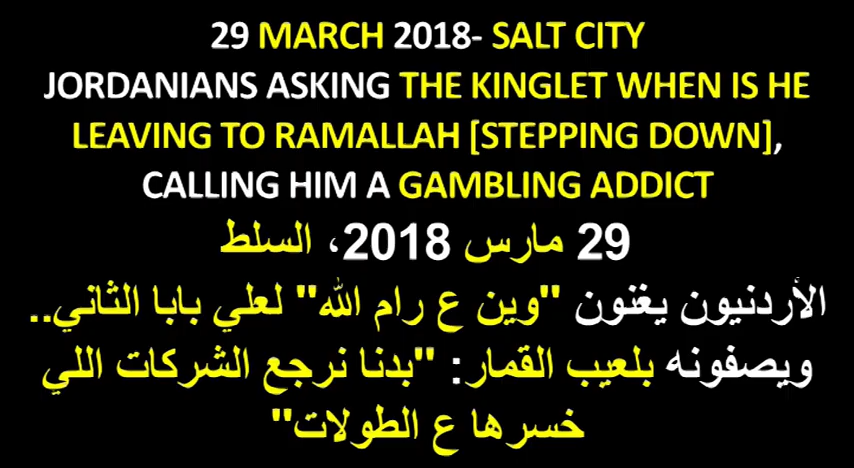 29 MARCH 2018- SALT CITY
JORDANIANS ASKING THE KINGLET WHEN IS HE
LEAVING TO RAMALLAH [STEPPING DOWN],
CALLING HIM A GAMBLING ADDICT
29 مارس 2018، السلط
الأردنيون يغنون "وين ع رام الله" لعلي بابا الثاني..
ويصفونه بلعيب القمار: "بدنا نرجع الشركات اللي
خسرها ع الطولات"